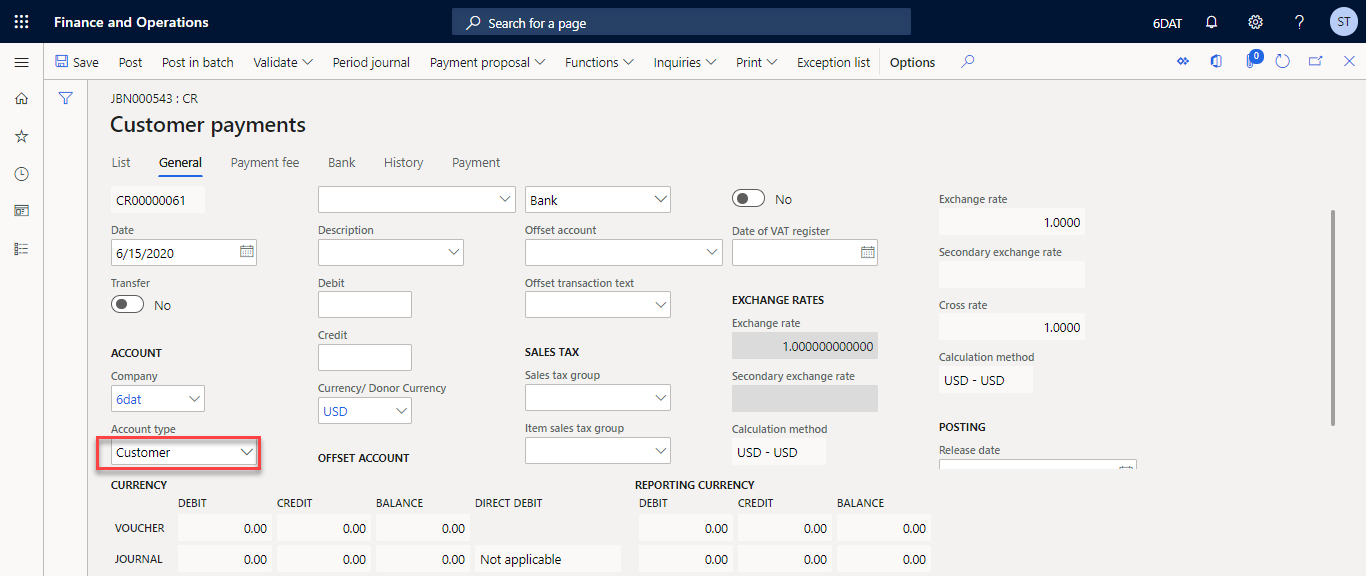 Finance and Operations
Search for a page
6DAT
ST
Save Post Post in batch Validate Period journal Payment proposal Functions Inquiries Print Exception list Options
0
JBN000543 : CR
Customer payments
List General Payment fee Bank History Payment
CR00000061
Date
6/15/2020
Transfer
No
ACCOUNT
Company
6dat
Account type
Customer
Description
Debit
Credit
Currency/ Donor Currency
USD
OFFSET ACCOUNT
Bank
Offset account
Offset transaction text
SALES TAX
Sales tax group
Item sales tax group
No
Date of VAT register
EXCHANGE RATES
Exchange rate
1.000000000000
Secondary exchange rate
Calculation method
USD - USD
Exchange rate
1.0000
Secondary exchange rate
Cross rate
1.0000
Calculation method
USD - USD
POSTING
Release date
CURRENCY REPORTING CURRENCY
DEBIT CREDIT BALANCE DIRECT DEBIT DEBIT CREDIT BALANCE
VOUCHER 0.00 0.00 0.00 0.00 0.00 0.00
JOURNAL 0.00 0.00 0.00 Not applicable 0.00 0.00 0.00